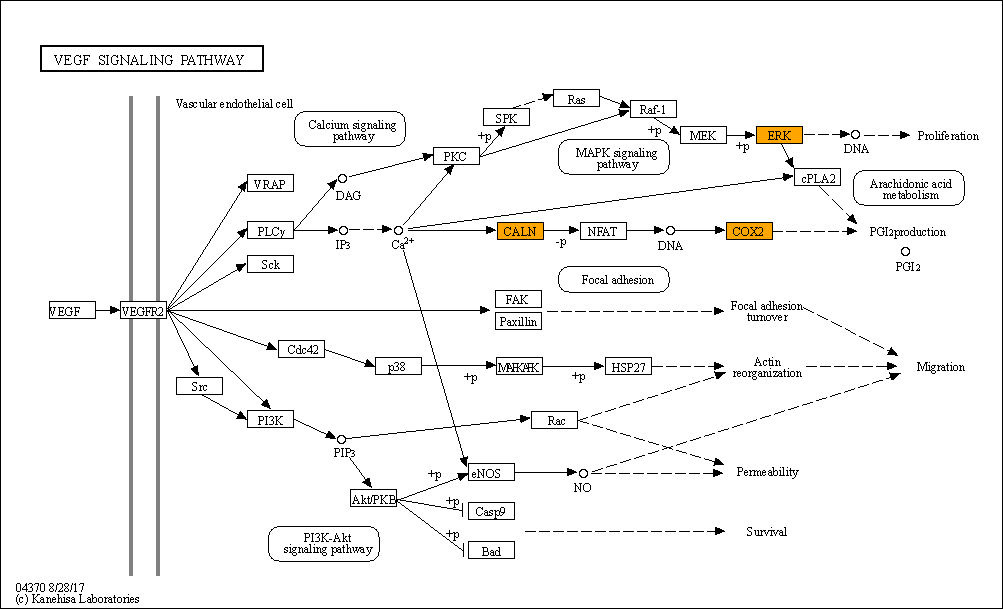 VEGF SIGNALING PATHWAY
Vascular endothelial cell
Calcium signaling
pathway
SPK
Ras
Raf-1
+p
+p
MEK
ERK
+p
DNA
Proliferation
MAPK signaling
pathway
PKC
VRAP
DAG
cPLA2
Arachidonic acid
metabolism
PLCγ
IP3
Ca2+
CALN
-p
NFAT
DNA
COX2
PGI2production
PGI2
Sck
Focal adhesion
VEGF
VEGFR2
FAK
Paxillin
Focal adhesion
turnover
Cdc42
p38
+p
MAPKAPK
+p
HSP27
Actin
reorganization
Migration
Src
PI3K
Rac
PIP3
+p
eNOS
NO
Permeability
Akt/PKB
+p
Casp9
+p
Bad
Survival
PI3K-Akt
signaling pathway
04370 8/28/17
(c) Kanehisa Laboratories